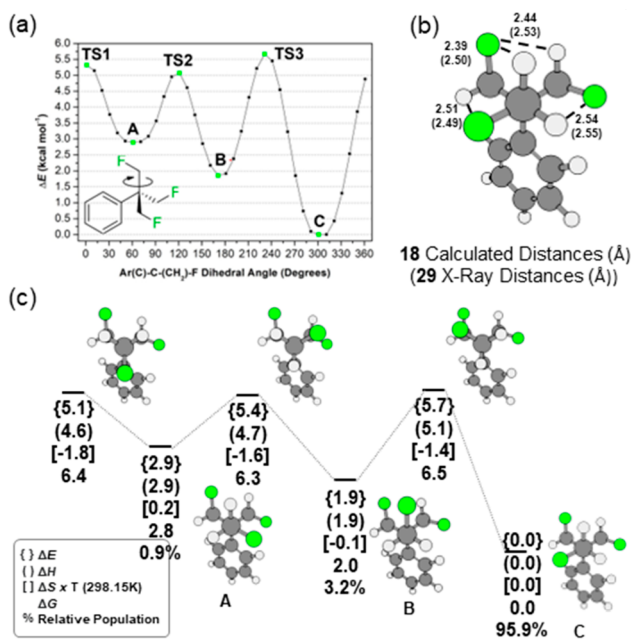 (a)
TS1
TS2
TS3
A
B
C
6.0
5.5
5.0
4.5
4.0
3.5
3.0
2.5
2.0
1.5
1.0
0.5
0.0
ΔE (kcal mol⁻¹)
F
F
F
0 30 60 90 120 150 180 210 240 270 300 330 360
Ar(C)-C-(CH₂)-F Dihedral Angle (Degrees)
(b)
2.44
(2.53)
2.39
(2.50)
2.51
(2.49)
2.54
(2.55)
18 Calculated Distances (Å)
(29 X-Ray Distances (Å))
(c)
{5.1}
(4.6)
[-1.8]
6.4
{2.9}
(2.9)
[0.2]
2.8
0.9%
A
{5.4}
(4.7)
[-1.6]
6.3
{1.9}
(1.9)
[-0.1]
2.0
3.2%
B
{5.7}
(5.1)
[-1.4]
6.5
{0.0}
(0.0)
[0.0]
0.0
95.9%
C
{ } ΔE
( ) ΔH
[ ] ΔS x T (298.15K)
ΔG
% Relative Population